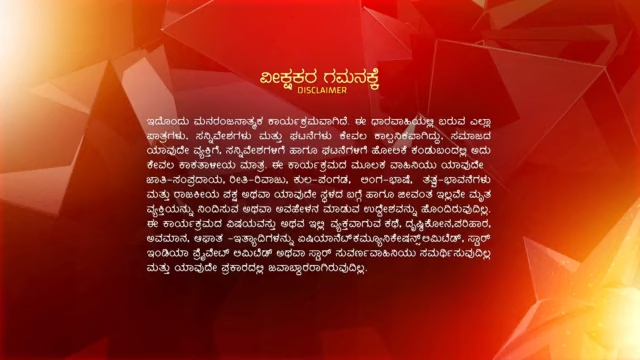 ವೀಕ್ಷಕರ ಗಮನಕ್ಕೆ
DISCLAIMER
ಇದೊಂದು ಮನರಂಜನಾತ್ಮಕ ಕಾರ್ಯಕ್ರಮವಾಗಿದೆ. ಈ ಧಾರವಾಹಿಯಲ್ಲಿ ಬರುವ ಎಲ್ಲಾ
ಪಾತ್ರಗಳು, ಸನ್ನಿವೇಶಗಳು ಮತ್ತು ಘಟನೆಗಳು ಕೇವಲ ಕಾಲ್ಪನಿಕವಾಗಿದ್ದು, ಸಮಾಜದ
ಯಾವುದೇ ವ್ಯಕ್ತಿಗೆ, ಸನ್ನಿವೇಶಗಳಿಗೆ ಹಾಗೂ ಘಟನೆಗಳಿಗೆ ಹೋಲಿಕೆ ಕಂಡುಬಂದಲ್ಲಿ ಅದು
ಕೇವಲ ಕಾಕತಾಳೀಯ ಮಾತ್ರ. ಈ ಕಾರ್ಯಕ್ರಮದ ಮೂಲಕ ವಾಹಿನಿಯು ಯಾವುದೇ
ಜಾತಿ-ಸಂಪ್ರದಾಯ, ರೀತಿ-ರಿವಾಜು, ಕುಲ-ಪಂಗಡ, ಲಿಂಗ-ಭಾಷೆ, ತತ್ವ-ಭಾವನೆಗಳು
ಮತ್ತು ರಾಜಕೀಯ ಪಕ್ಷ ಅಥವಾ ಯಾವುದೇ ಸ್ಥಳದ ಬಗ್ಗೆ ಹಾಗೂ ಜೀವಂತ ಇಲ್ಲವೇ ಮೃತ
ವ್ಯಕ್ತಿಯನ್ನು ನಿಂದಿಸುವ ಅಥವಾ ಅವಹೇಳನ ಮಾಡುವ ಉದ್ದೇಶವನ್ನು ಹೊಂದಿರುವುದಿಲ್ಲ.
ಈ ಕಾರ್ಯಕ್ರಮದ ವಿಷಯವಸ್ತು ಅಥವ ಇಲ್ಲಿ ವ್ಯಕ್ತವಾಗುವ ಕಥೆ, ದೃಷ್ಟಿಕೋನ,ಪರಿಹಾರ,
ಅವಮಾನ, ಆಘಾತ -ಇತ್ಯಾದಿಗಳನ್ನು ಏಷಿಯಾನೆಟ್‌ಕಮ್ಯೂನಿಕೇಷನ್ಸ್‌ಲಿಮಿಟೆಡ್, ಸ್ಟಾರ್
ಇಂಡಿಯಾ ಪ್ರೈವೇಟ್ ಲಿಮಿಟೆಡ್ ಅಥವಾ ಸ್ಟಾರ್ ಸುವರ್ಣವಾಹಿನಿಯು ಸಮರ್ಥಿಸುವುದಿಲ್ಲ
ಮತ್ತು ಯಾವುದೇ ಪ್ರಕಾರದಲ್ಲಿ ಜವಾಬ್ದಾರರಾಗಿರುವುದಿಲ್ಲ.